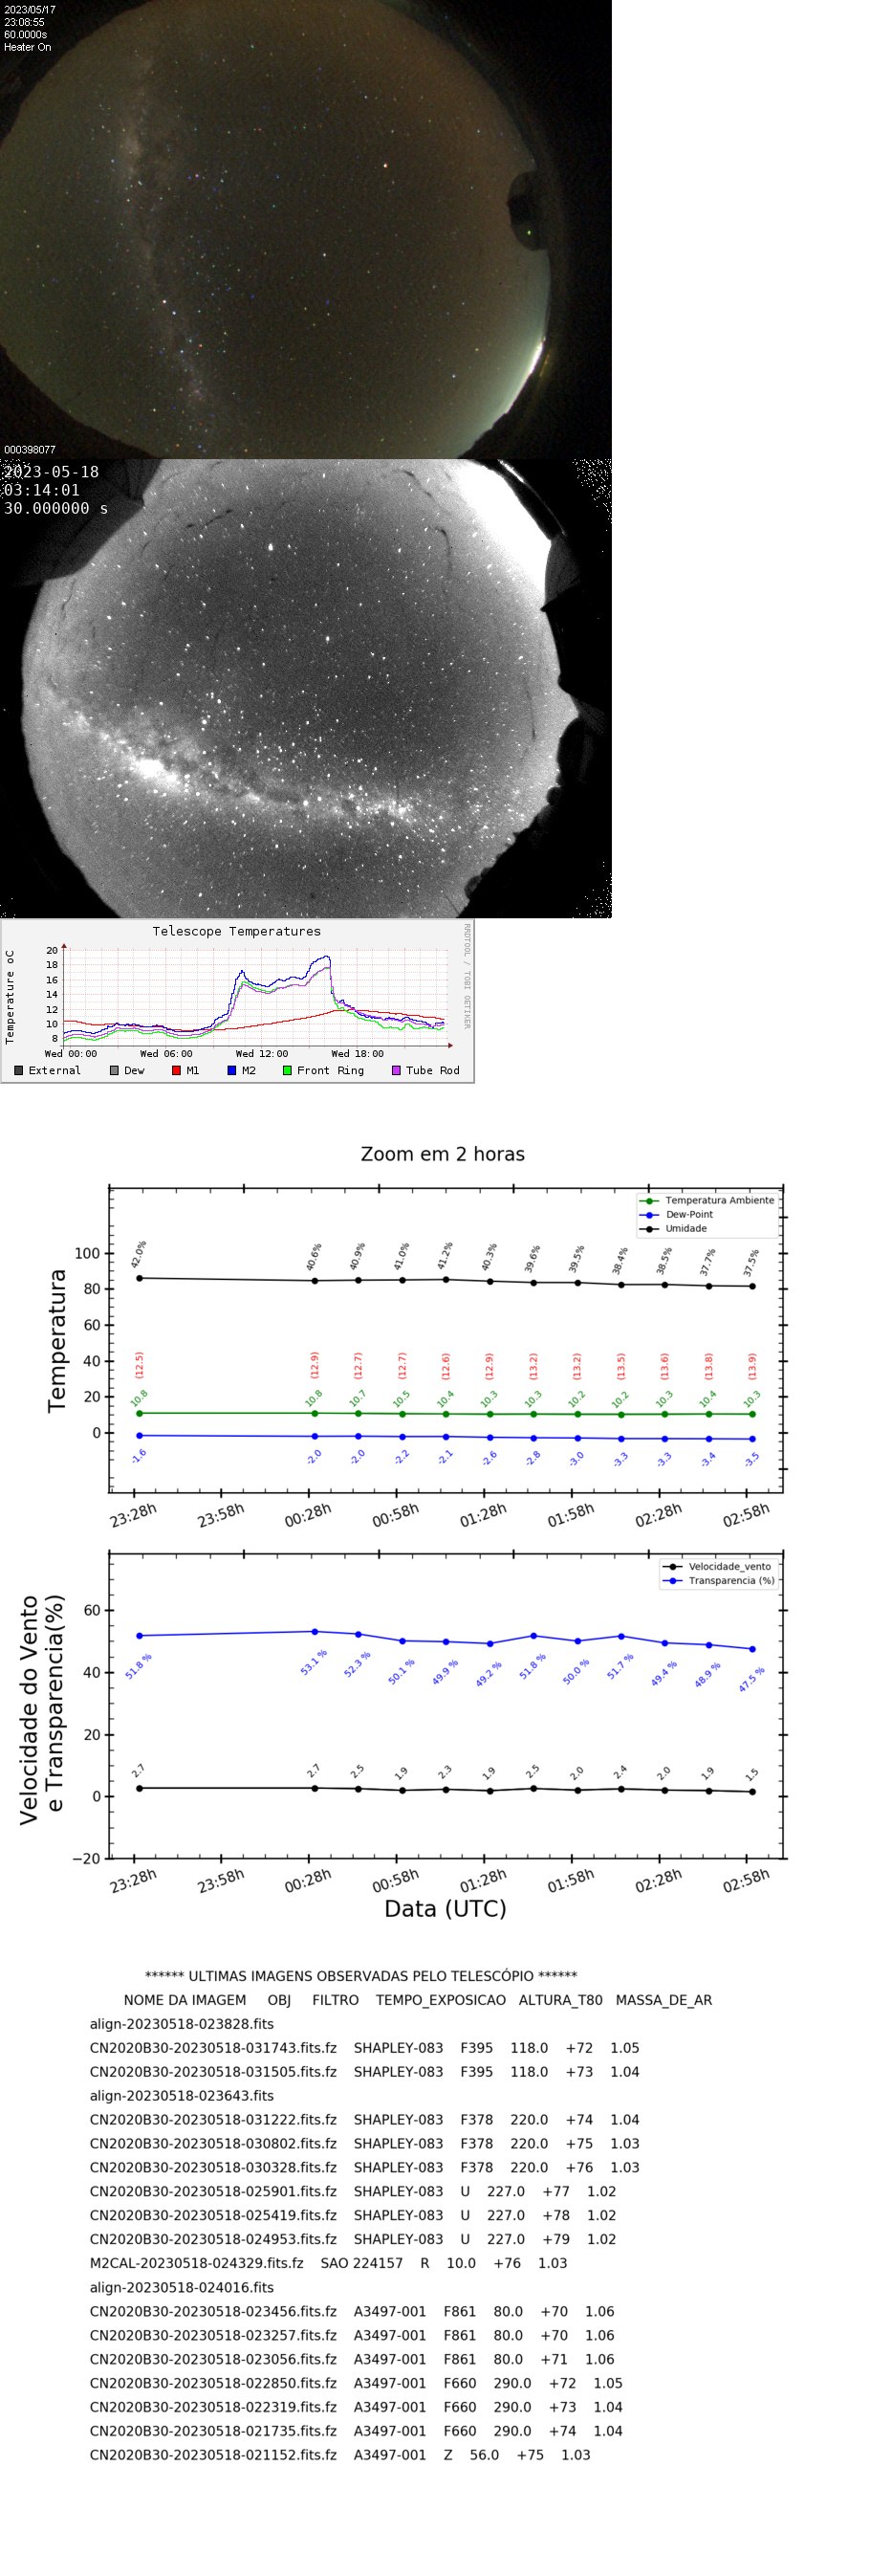 2023/05/17
23:08:55
60.0000s
Heater On
000398077
2023-05-18
03:14:01
30.000000 s
Telescope Temperatures
RRDTOOL / TOBI OETIKER
Temperature oC
20
18
16
14
12
10
8
Wed 00:00 Wed 06:00 Wed 12:00 Wed 18:00
External Dew M1 M2 Front Ring Tube Rod
Zoom em 2 horas
Temperatura Ambiente
Dew-Point
Umidade
Temperatura
100
80
60
40
20
0
42.0% 40.6% 40.9% 41.0% 41.2% 40.3% 39.6% 39.5% 38.4% 38.5% 37.7% 37.5%
(12.5) (12.9) (12.7) (12.7) (12.6) (12.9) (13.2) (13.2) (13.5) (13.6) (13.8) (13.9)
10.8 10.8 10.7 10.5 10.4 10.3 10.3 10.2 10.2 10.3 10.4 10.3
-1.6 -2.0 -2.0 -2.2 -2.1 -2.6 -2.8 -3.0 -3.3 -3.3 -3.4 -3.5
23:28h 23:58h 00:28h 00:58h 01:28h 01:58h 02:28h 02:58h
Velocidade_vento
Transparencia (%)
Velocidade do Vento
e Transparencia(%)
60
40
20
0
−20
51.8 % 53.1 % 52.3 % 50.1 % 49.9 % 49.2 % 51.8 % 50.0 % 51.7 % 49.4 % 48.9 % 47.5 %
2.7 2.7 2.5 1.9 2.3 1.9 2.5 2.0 2.4 2.0 1.9 1.5
23:28h 23:58h 00:28h 00:58h 01:28h 01:58h 02:28h 02:58h
Data (UTC)
****** ULTIMAS IMAGENS OBSERVADAS PELO TELESCÓPIO ******
NOME DA IMAGEM OBJ FILTRO TEMPO_EXPOSICAO ALTURA_T80 MASSA_DE_AR
align-20230518-023828.fits
CN2020B30-20230518-031743.fits.fz SHAPLEY-083 F395 118.0 +72 1.05
CN2020B30-20230518-031505.fits.fz SHAPLEY-083 F395 118.0 +73 1.04
align-20230518-023643.fits
CN2020B30-20230518-031222.fits.fz SHAPLEY-083 F378 220.0 +74 1.04
CN2020B30-20230518-030802.fits.fz SHAPLEY-083 F378 220.0 +75 1.03
CN2020B30-20230518-030328.fits.fz SHAPLEY-083 F378 220.0 +76 1.03
CN2020B30-20230518-025901.fits.fz SHAPLEY-083 U 227.0 +77 1.02
CN2020B30-20230518-025419.fits.fz SHAPLEY-083 U 227.0 +78 1.02
CN2020B30-20230518-024953.fits.fz SHAPLEY-083 U 227.0 +79 1.02
M2CAL-20230518-024329.fits.fz SAO 224157 R 10.0 +76 1.03
align-20230518-024016.fits
CN2020B30-20230518-023456.fits.fz A3497-001 F861 80.0 +70 1.06
CN2020B30-20230518-023257.fits.fz A3497-001 F861 80.0 +70 1.06
CN2020B30-20230518-023056.fits.fz A3497-001 F861 80.0 +71 1.06
CN2020B30-20230518-022850.fits.fz A3497-001 F660 290.0 +72 1.05
CN2020B30-20230518-022319.fits.fz A3497-001 F660 290.0 +73 1.04
CN2020B30-20230518-021735.fits.fz A3497-001 F660 290.0 +74 1.04
CN2020B30-20230518-021152.fits.fz A3497-001 Z 56.0 +75 1.03